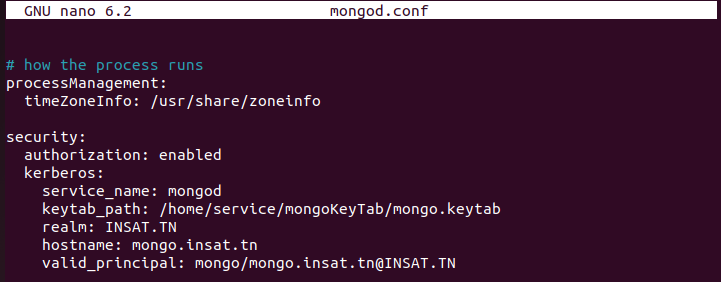 GNU nano 6.2 mongod.conf
# how the process runs
processManagement:
  timeZoneInfo: /usr/share/zoneinfo
security:
  authorization: enabled
  kerberos:
    service_name: mongod
    keytab_path: /home/service/mongoKeyTab/mongo.keytab
    realm: INSAT.TN
    hostname: mongo.insat.tn
    valid_principal: mongo/mongo.insat.tn@INSAT.TN